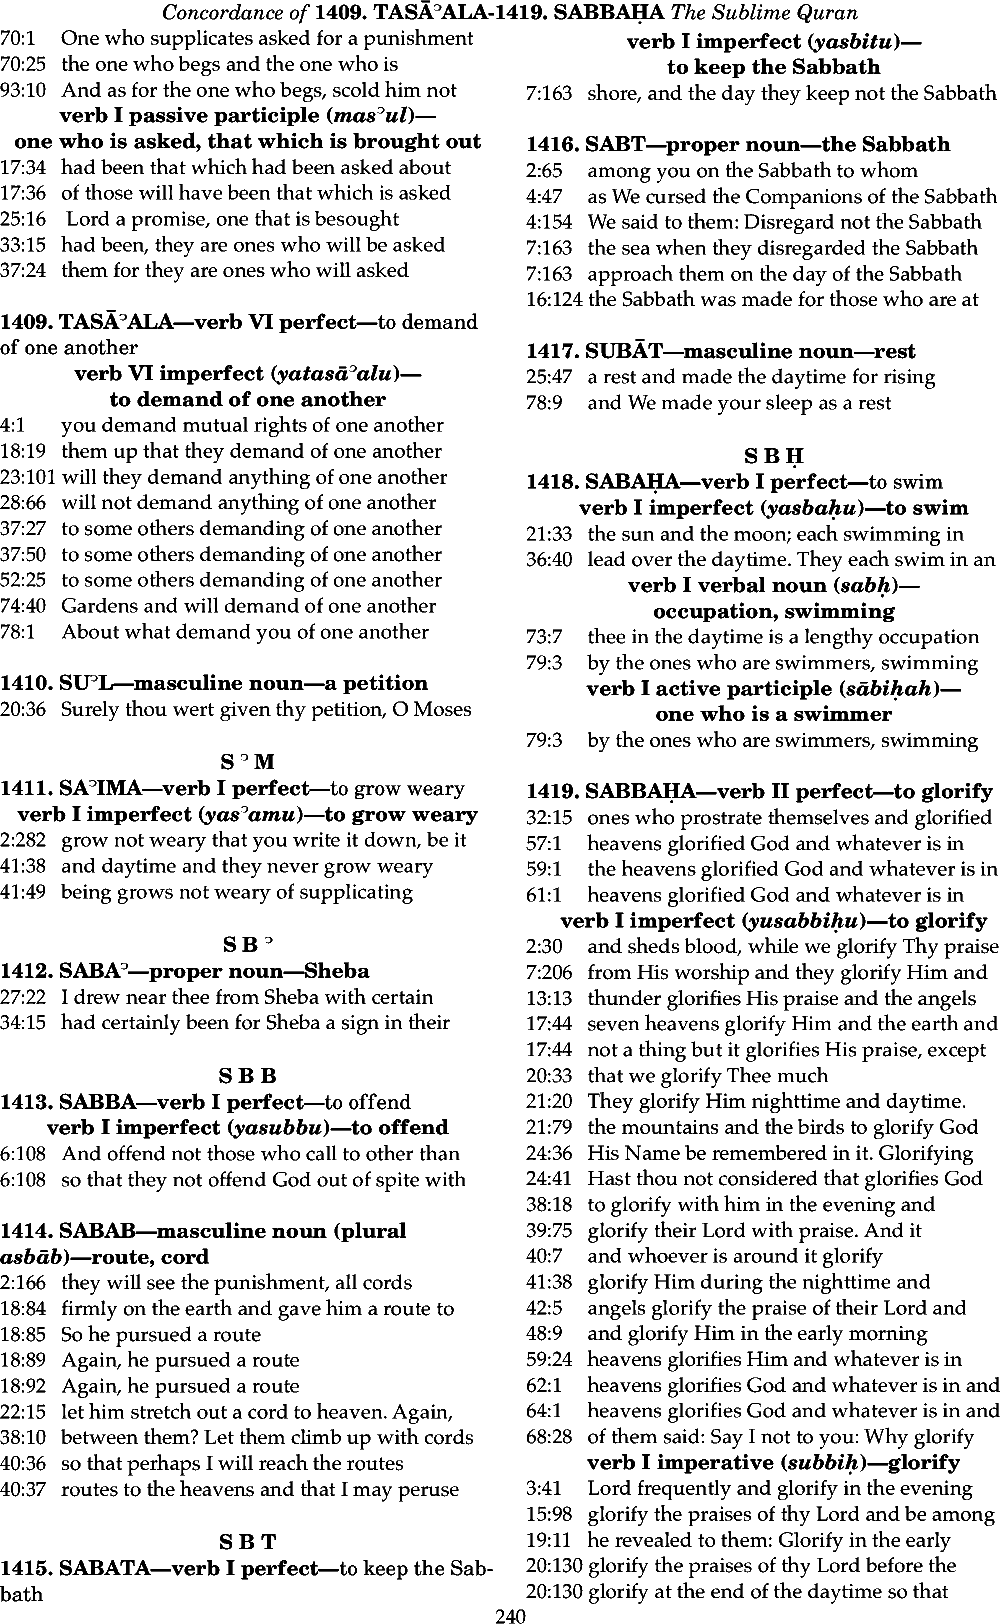 Concordance of 1409. TASĀᵓALA-1419. SABBAḤA The Sublime Quran
70:1 One who supplicates asked for a punishment
70:25 the one who begs and the one who is
93:10 And as for the one who begs, scold him not
verb I passive participle (masᵓul)—
one who is asked, that which is brought out
17:34 had been that which had been asked about
17:36 of those will have been that which is asked
25:16 Lord a promise, one that is besought
33:15 had been, they are ones who will be asked
37:24 them for they are ones who will asked
1409. TASĀᵓALA—verb VI perfect—to demand
of one another
verb VI imperfect (yatasāᵓalu)—
to demand of one another
4:1 you demand mutual rights of one another
18:19 them up that they demand of one another
23:101 will they demand anything of one another
28:66 will not demand anything of one another
37:27 to some others demanding of one another
37:50 to some others demanding of one another
52:25 to some others demanding of one another
74:40 Gardens and will demand of one another
78:1 About what demand you of one another
1410. SUᵓL—masculine noun—a petition
20:36 Surely thou wert given thy petition, O Moses
S ᵓ M
1411. SAᵓIMA—verb I perfect—to grow weary
verb I imperfect (yasᵓamu)—to grow weary
2:282 grow not weary that you write it down, be it
41:38 and daytime and they never grow weary
41:49 being grows not weary of supplicating
S B ᵓ
1412. SABAᵓ—proper noun—Sheba
27:22 I drew near thee from Sheba with certain
34:15 had certainly been for Sheba a sign in their
S B B
1413. SABBA—verb I perfect—to offend
verb I imperfect (yasubbu)—to offend
6:108 And offend not those who call to other than
6:108 so that they not offend God out of spite with
1414. SABAB—masculine noun (plural
asbāb)—route, cord
2:166 they will see the punishment, all cords
18:84 firmly on the earth and gave him a route to
18:85 So he pursued a route
18:89 Again, he pursued a route
18:92 Again, he pursued a route
22:15 let him stretch out a cord to heaven. Again,
38:10 between them? Let them climb up with cords
40:36 so that perhaps I will reach the routes
40:37 routes to the heavens and that I may peruse
S B T
1415. SABATA—verb I perfect—to keep the Sab-
bath
verb I imperfect (yasbitu)—
to keep the Sabbath
7:163 shore, and the day they keep not the Sabbath
1416. SABT—proper noun—the Sabbath
2:65 among you on the Sabbath to whom
4:47 as We cursed the Companions of the Sabbath
4:154 We said to them: Disregard not the Sabbath
7:163 the sea when they disregarded the Sabbath
7:163 approach them on the day of the Sabbath
16:124 the Sabbath was made for those who are at
1417. SUBĀT—masculine noun—rest
25:47 a rest and made the daytime for rising
78:9 and We made your sleep as a rest
S B Ḥ
1418. SABAḤA—verb I perfect—to swim
verb I imperfect (yasbaḥu)—to swim
21:33 the sun and the moon; each swimming in
36:40 lead over the daytime. They each swim in an
verb I verbal noun (sabḥ)—
occupation, swimming
73:7 thee in the daytime is a lengthy occupation
79:3 by the ones who are swimmers, swimming
verb I active participle (sābiḥah)—
one who is a swimmer
79:3 by the ones who are swimmers, swimming
1419. SABBAḤA—verb II perfect—to glorify
32:15 ones who prostrate themselves and glorified
57:1 heavens glorified God and whatever is in
59:1 the heavens glorified God and whatever is in
61:1 heavens glorified God and whatever is in
verb I imperfect (yusabbiḥu)—to glorify
2:30 and sheds blood, while we glorify Thy praise
7:206 from His worship and they glorify Him and
13:13 thunder glorifies His praise and the angels
17:44 seven heavens glorify Him and the earth and
17:44 not a thing but it glorifies His praise, except
20:33 that we glorify Thee much
21:20 They glorify Him nighttime and daytime.
21:79 the mountains and the birds to glorify God
24:36 His Name be remembered in it. Glorifying
24:41 Hast thou not considered that glorifies God
38:18 to glorify with him in the evening and
39:75 glorify their Lord with praise. And it
40:7 and whoever is around it glorify
41:38 glorify Him during the nighttime and
42:5 angels glorify the praise of their Lord and
48:9 and glorify Him in the early morning
59:24 heavens glorifies Him and whatever is in
62:1 heavens glorifies God and whatever is in and
64:1 heavens glorifies God and whatever is in and
68:28 of them said: Say I not to you: Why glorify
verb I imperative (subbiḥ)—glorify
3:41 Lord frequently and glorify in the evening
15:98 glorify the praises of thy Lord and be among
19:11 he revealed to them: Glorify in the early
20:130 glorify the praises of thy Lord before the
20:130 glorify at the end of the daytime so that
240